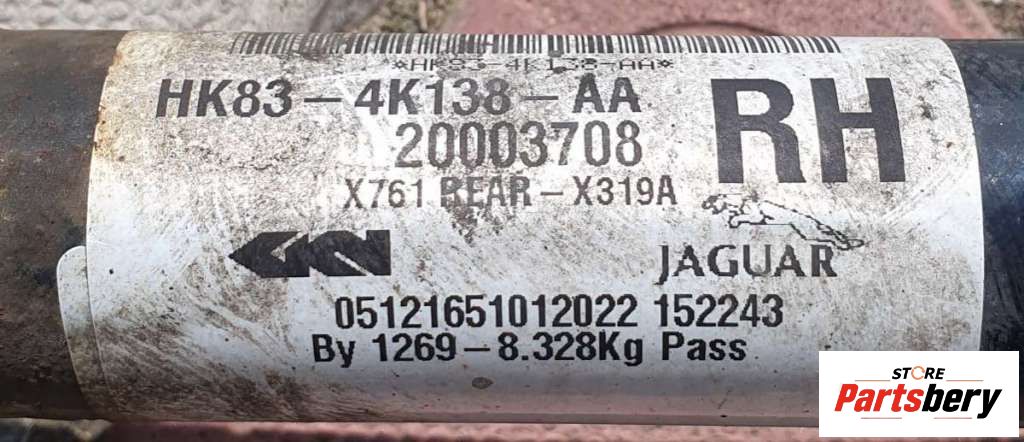 *HK83-4K138-AA*
HK83-4K138-AA
RH
20003708
X761 REAR-X319A
GKN
JAGUAR
05121651012022 152243
By 1269-8.328Kg Pass
STORE
Partsbery